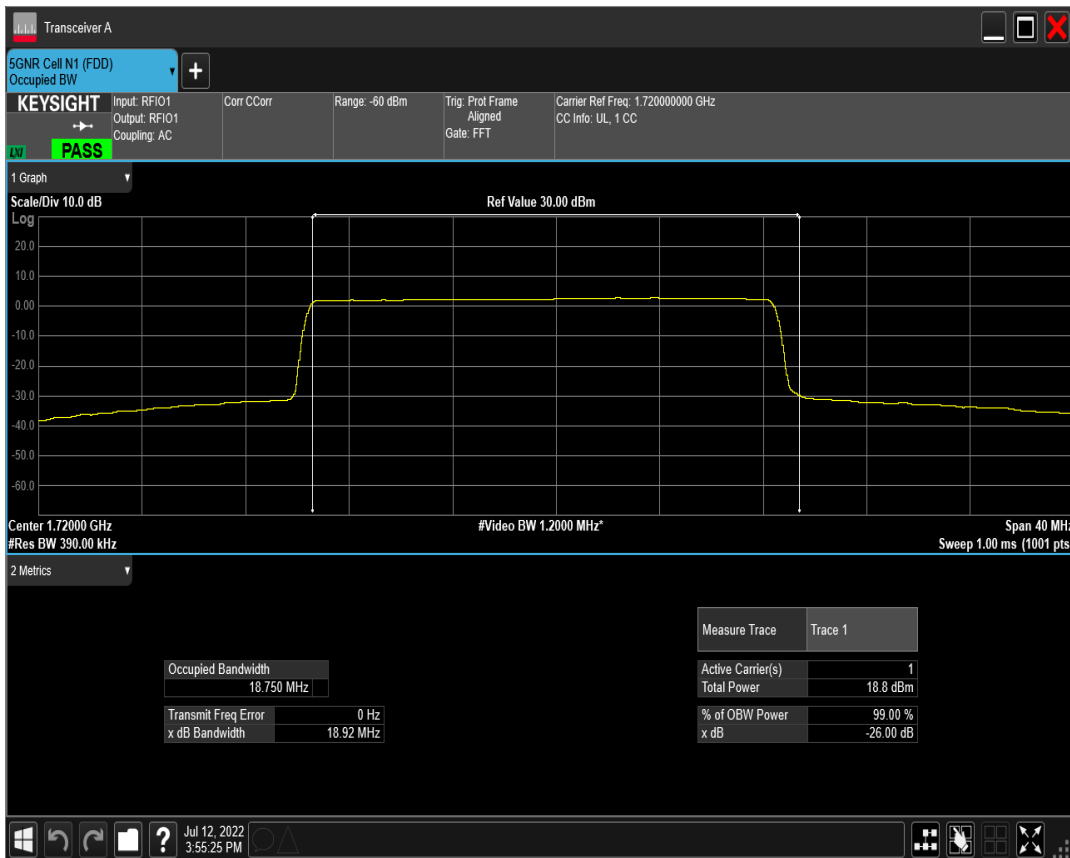 Transceiver A
5GNR Cell N1 (FDD)
Occupied BW
+
KEYSIGHT
LXI
PASS
Input: RFIO1
Output: RFIO1
Coupling: AC
Corr CCorr
Range: -60 dBm
Trig: Prot Frame
Aligned
Gate: FFT
Carrier Ref Freq: 1.720000000 GHz
CC Info: UL, 1 CC
1 Graph
Scale/Div 10.0 dB
Ref Value 30.00 dBm
Log
20.0
10.0
0.00
-10.0
-20.0
-30.0
-40.0
-50.0
-60.0
Center 1.72000 GHz
#Video BW 1.2000 MHz*
Span 40 MHz
#Res BW 390.00 kHz
Sweep 1.00 ms (1001 pts
2 Metrics
Measure Trace Trace 1
Occupied Bandwidth
18.750 MHz
Active Carrier(s) 1
Total Power 18.8 dBm
Transmit Freq Error 0 Hz
x dB Bandwidth 18.92 MHz
% of OBW Power 99.00 %
x dB -26.00 dB
?
Jul 12, 2022
3:55:25 PM